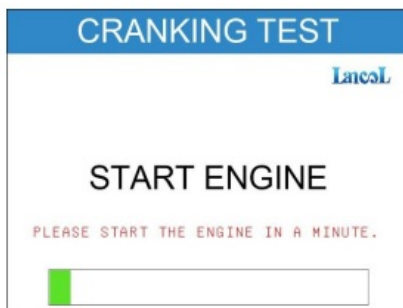 CRANKING TEST
LancoL
START ENGINE
PLEASE START THE ENGINE IN A MINUTE.